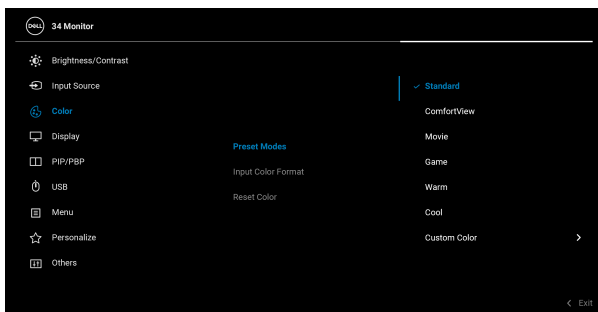 DELL 34 Monitor
Brightness/Contrast
Input Source
Standard
Color
ComfortView
Display
Movie
Preset Modes
PIP/PBP
Game
Input Color Format
USB
Warm
Reset Color
Menu
Cool
Personalize
Custom Color
Others
Exit